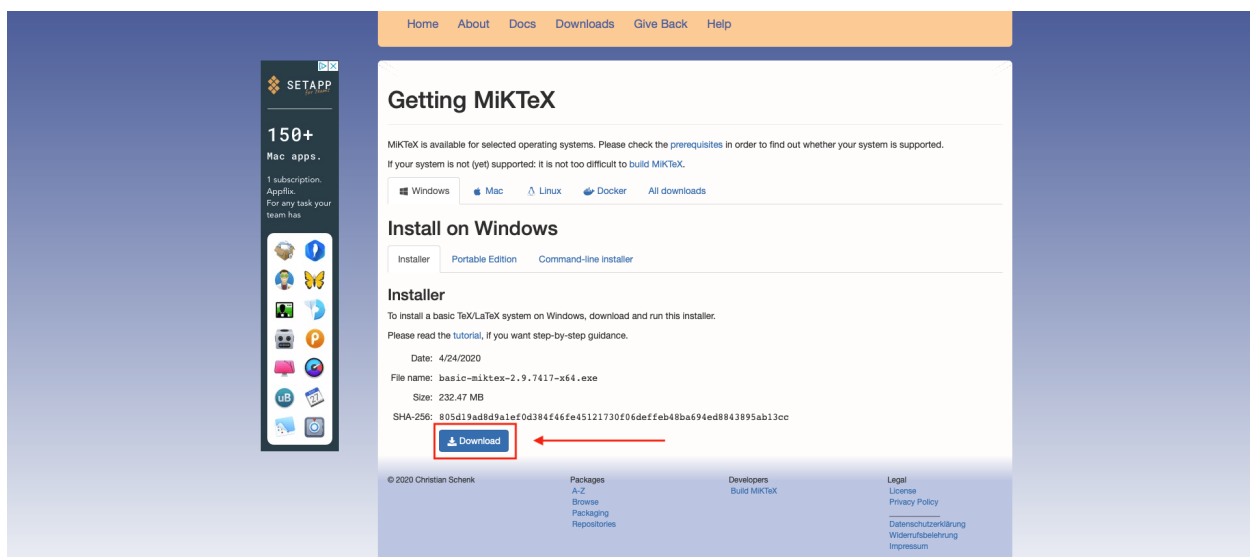 Home About Docs Downloads Give Back Help
SETAPP
for Teams
150+
Mac apps.
1 subscription.
Appflix.
For any task your
team has
Getting MiKTeX
MiKTeX is available for selected operating systems. Please check the prerequisites in order to find out whether your system is supported.
If your system is not (yet) supported: it is not too difficult to build MiKTeX.
Windows Mac Linux Docker All downloads
Install on Windows
Installer Portable Edition Command-line installer
Installer
To install a basic TeX/LaTeX system on Windows, download and run this installer.
Please read the tutorial, if you want step-by-step guidance.
Date: 4/24/2020
File name: basic-miktex-2.9.7417-x64.exe
Size: 232.47 MB
SHA-256: 805d19ad8d9a1ef0d384f46fe45121730f06deffeb48ba694ed8843895ab13cc
Download
© 2020 Christian Schenk
Packages
A-Z
Browse
Packaging
Repositories
Developers
Build MiKTeX
Legal
License
Privacy Policy
Datenschutzerklärung
Widerrufsbelehrung
Impressum